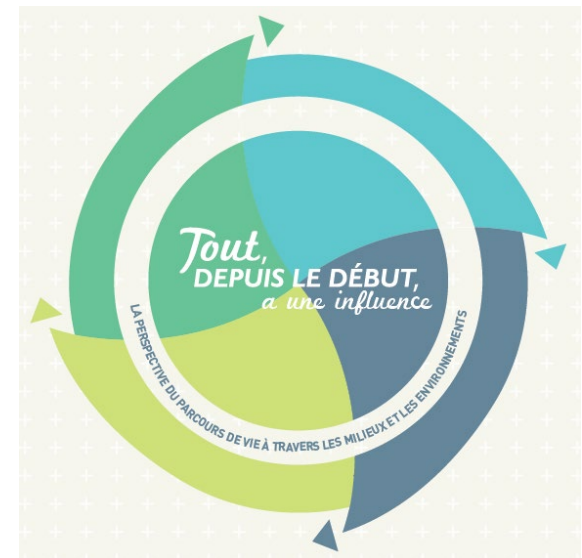 Tout,
DEPUIS LE DÉBUT,
a une influence
LA PERSPECTIVE DU PARCOURS DE VIE À TRAVERS LES MILIEUX ET LES ENVIRONNEMENTS